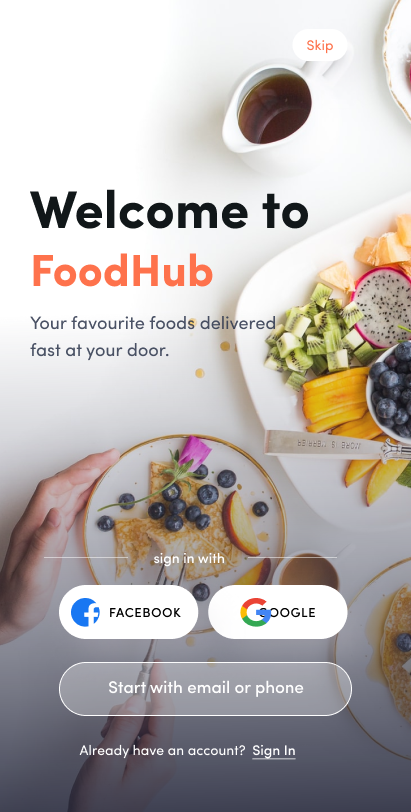 Skip
Welcome to
FoodHub
Your favourite foods delivered
fast at your door.
sign in with
FACEBOOK
GOOGLE
Start with email or phone
Already have an account? Sign In